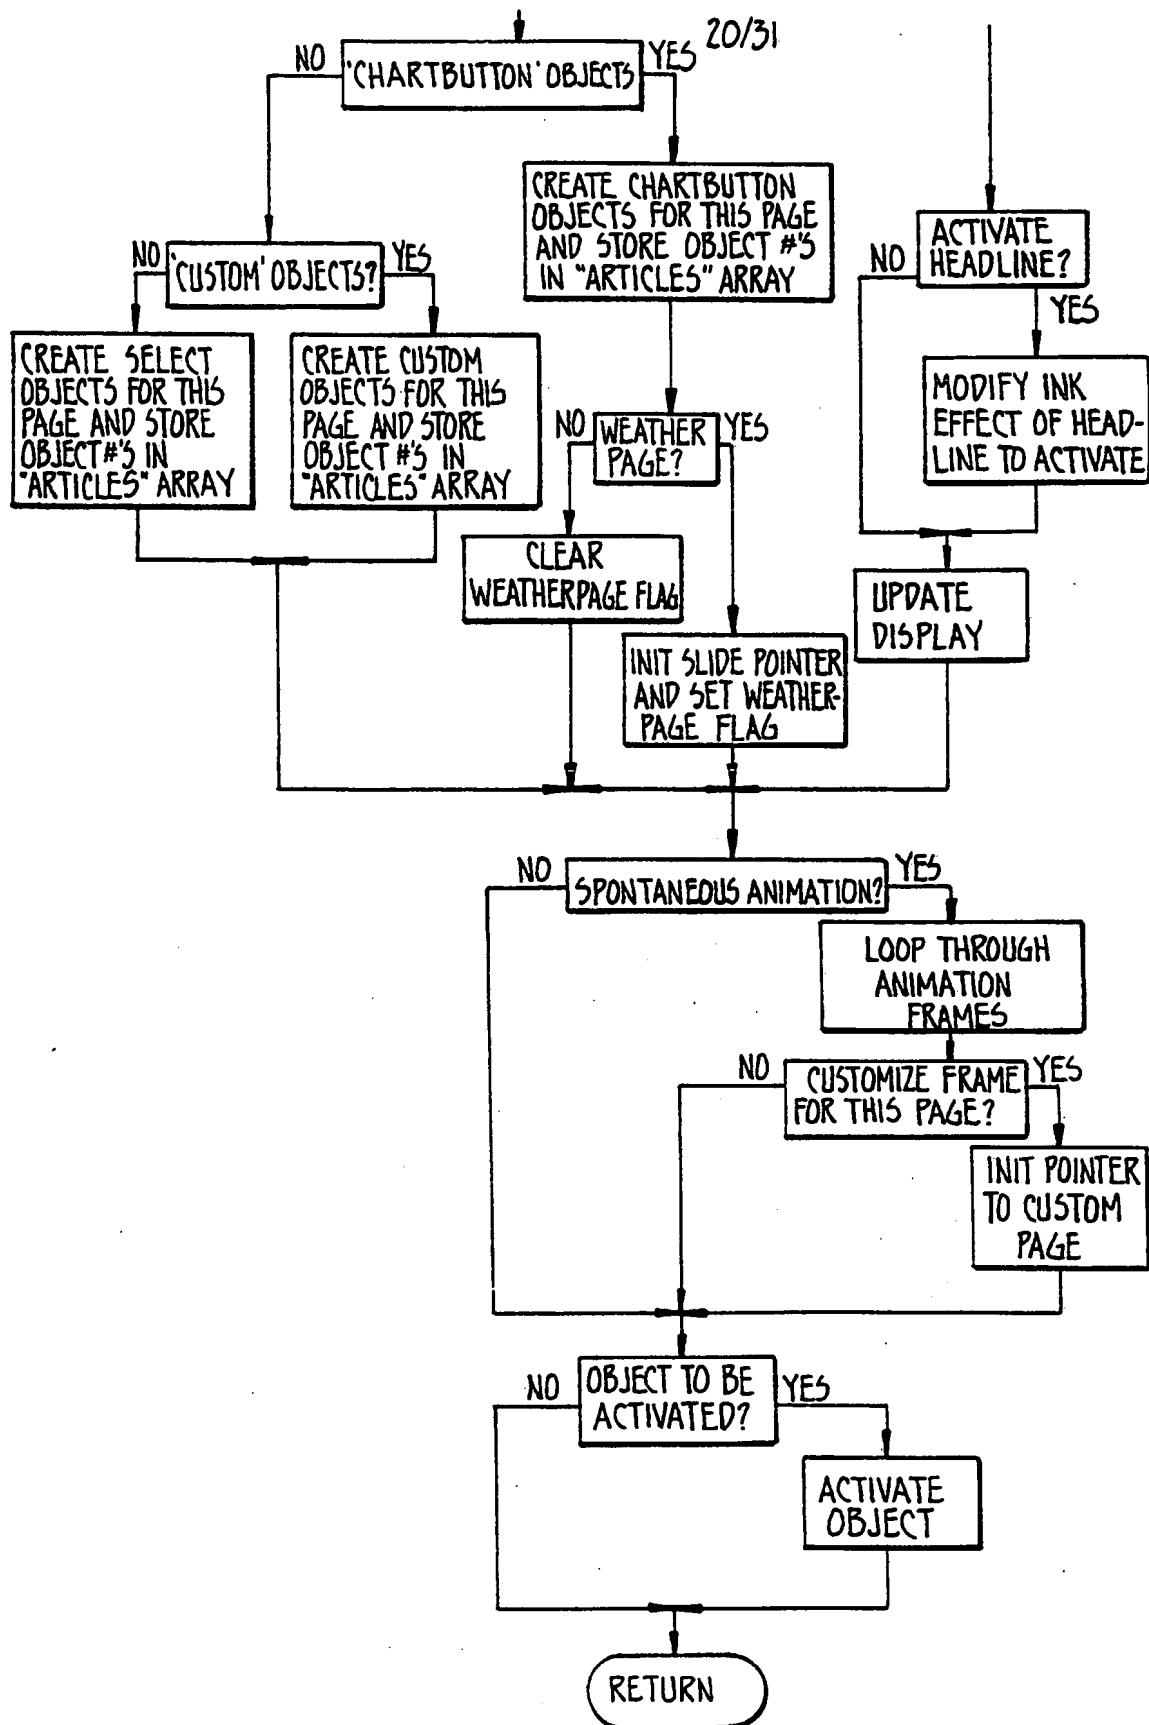 20/31
NO
'CHARTBUTTON' OBJECTS
YES
CREATE CHARTBUTTON
OBJECTS FOR THIS PAGE
AND STORE OBJECT #'S
IN "ARTICLES" ARRAY
ACTIVATE
HEADLINE?
NO
YES
NO
'CUSTOM' OBJECTS?
YES
CREATE SELECT
OBJECTS FOR THIS
PAGE AND STORE
OBJECT #'S IN
"ARTICLES" ARRAY
CREATE CUSTOM
OBJECTS FOR THIS
PAGE AND STORE
OBJECT #'S IN
"ARTICLES" ARRAY
MODIFY INK
EFFECT OF HEAD-
LINE TO ACTIVATE
NO
WEATHER
PAGE?
YES
CLEAR
WEATHERPAGE FLAG
UPDATE
DISPLAY
INIT SLIDE POINTER
AND SET WEATHER-
PAGE FLAG
NO
SPONTANEOUS ANIMATION?
YES
LOOP THROUGH
ANIMATION
FRAMES
NO
CUSTOMIZE FRAME
FOR THIS PAGE?
YES
INIT POINTER
TO CUSTOM
PAGE
NO
OBJECT TO BE
ACTIVATED?
YES
ACTIVATE
OBJECT
RETURN